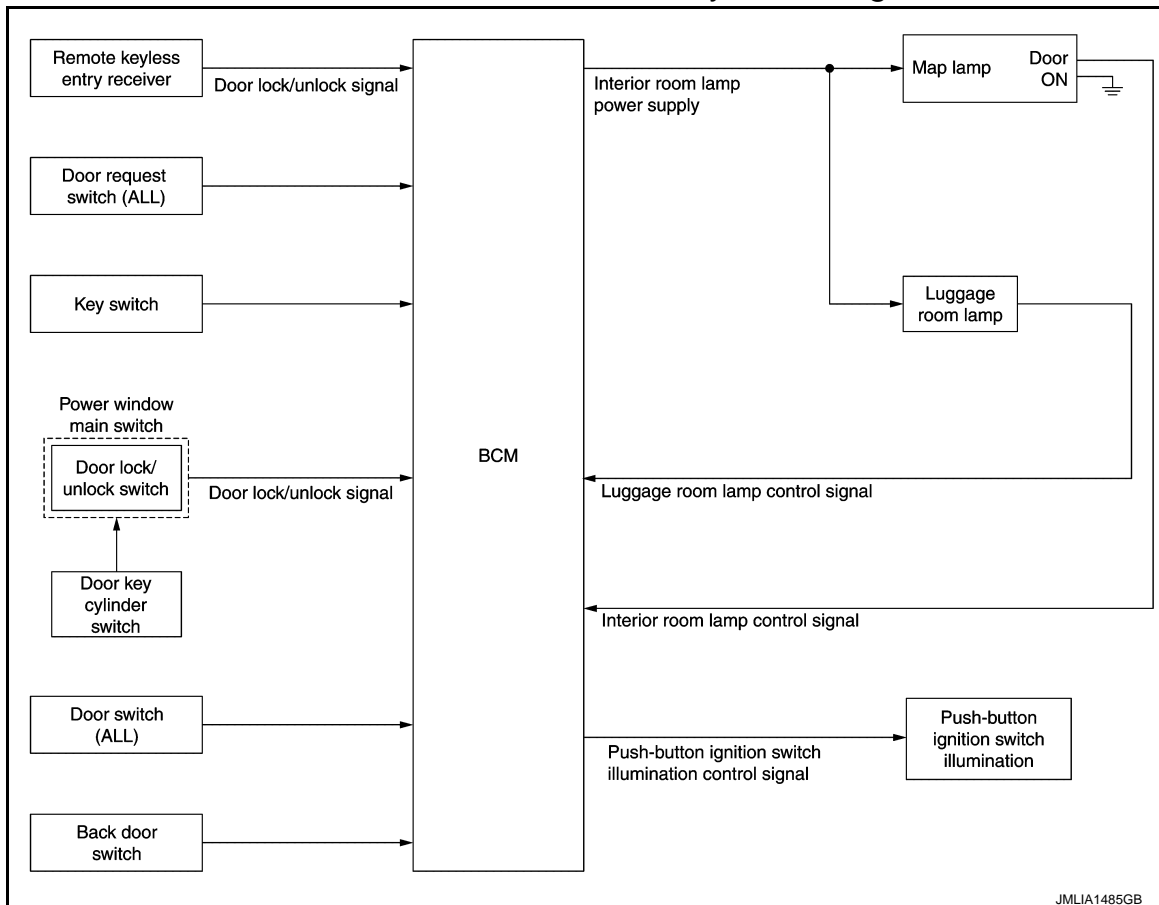 Remote keyless
entry receiver
Door lock/unlock signal
Door request
switch (ALL)
Key switch
Power window
main switch
Door lock/
unlock switch
Door lock/unlock signal
Door key
cylinder
switch
Door switch
(ALL)
Back door
switch
BCM
Interior room lamp
power supply
Map lamp
Door
ON
Luggage
room lamp
Luggage room lamp control signal
Interior room lamp control signal
Push-button ignition switch
illumination control signal
Push-button
ignition switch
illumination
JMLIA1485GB